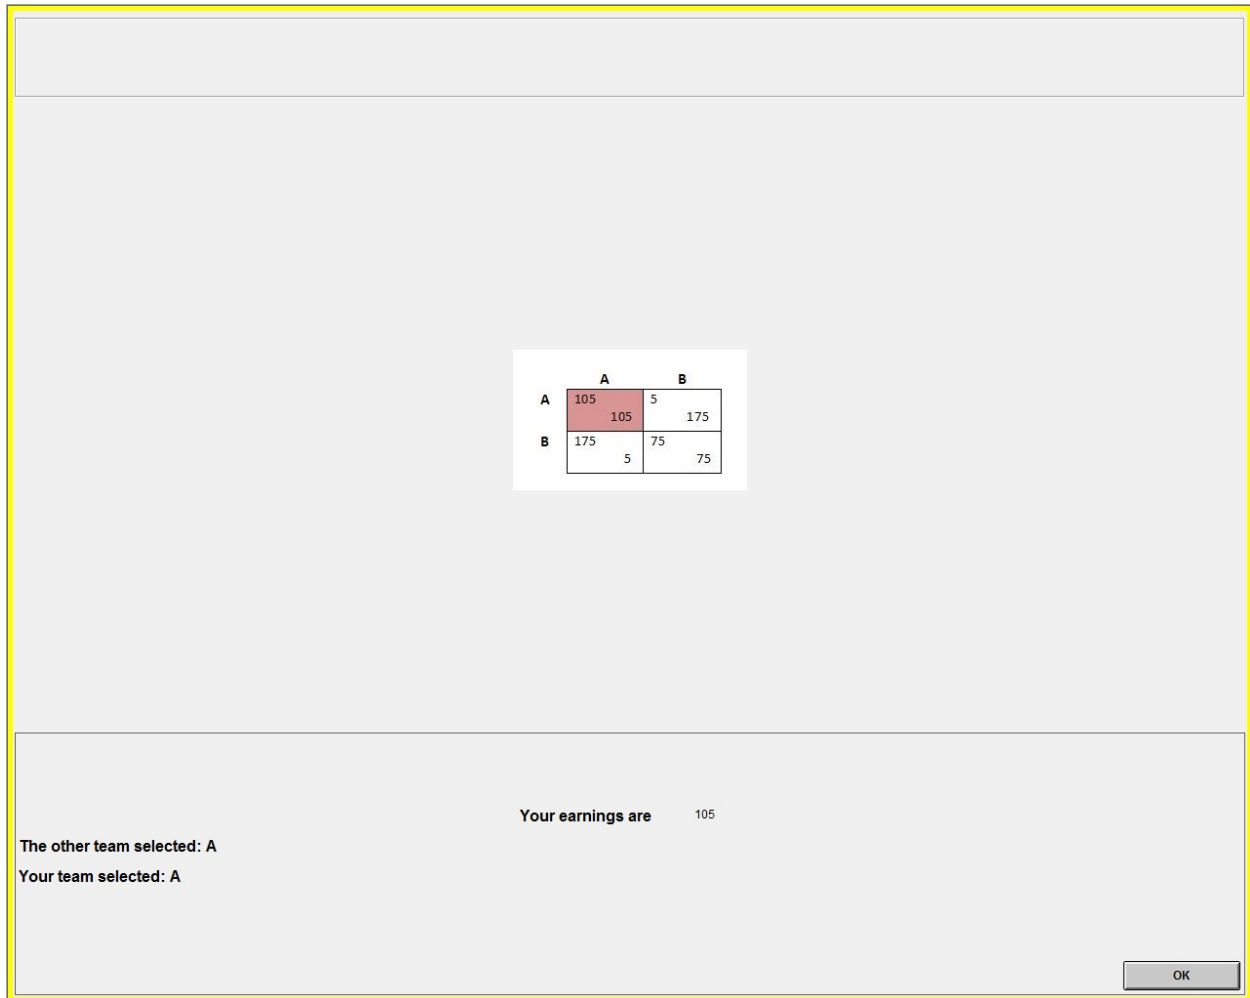 A B
A 105 5
105 175
B 175 75
5 75
Your earnings are 105
The other team selected: A
Your team selected: A
OK